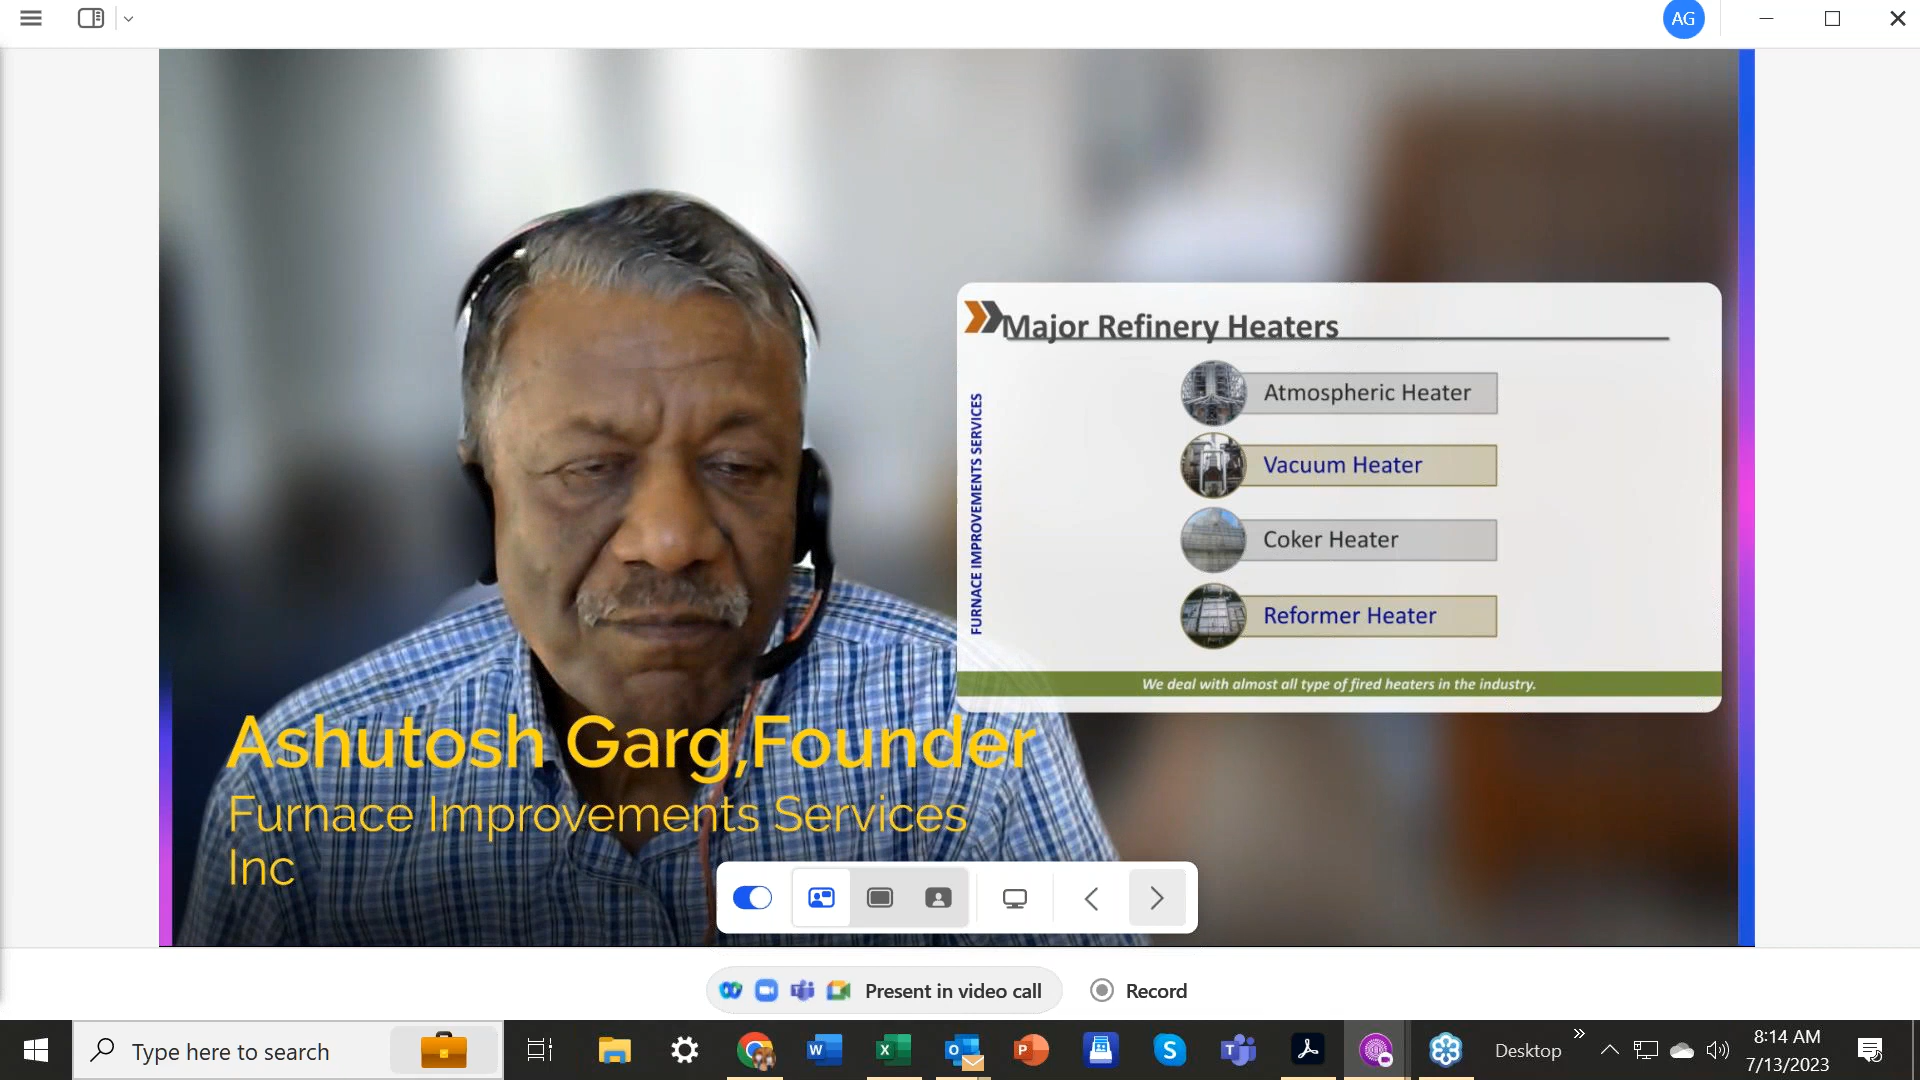 AG
Major Refinery Heaters
FURNACE IMPROVEMENTS SERVICES
Atmospheric Heater
Vacuum Heater
Coker Heater
Reformer Heater
We deal with almost all type of fired heaters in the industry.
Ashutosh Garg,Founder
Furnace Improvements Services
Inc
Present in video call
Record
Type here to search
Desktop
8:14 AM
7/13/2023